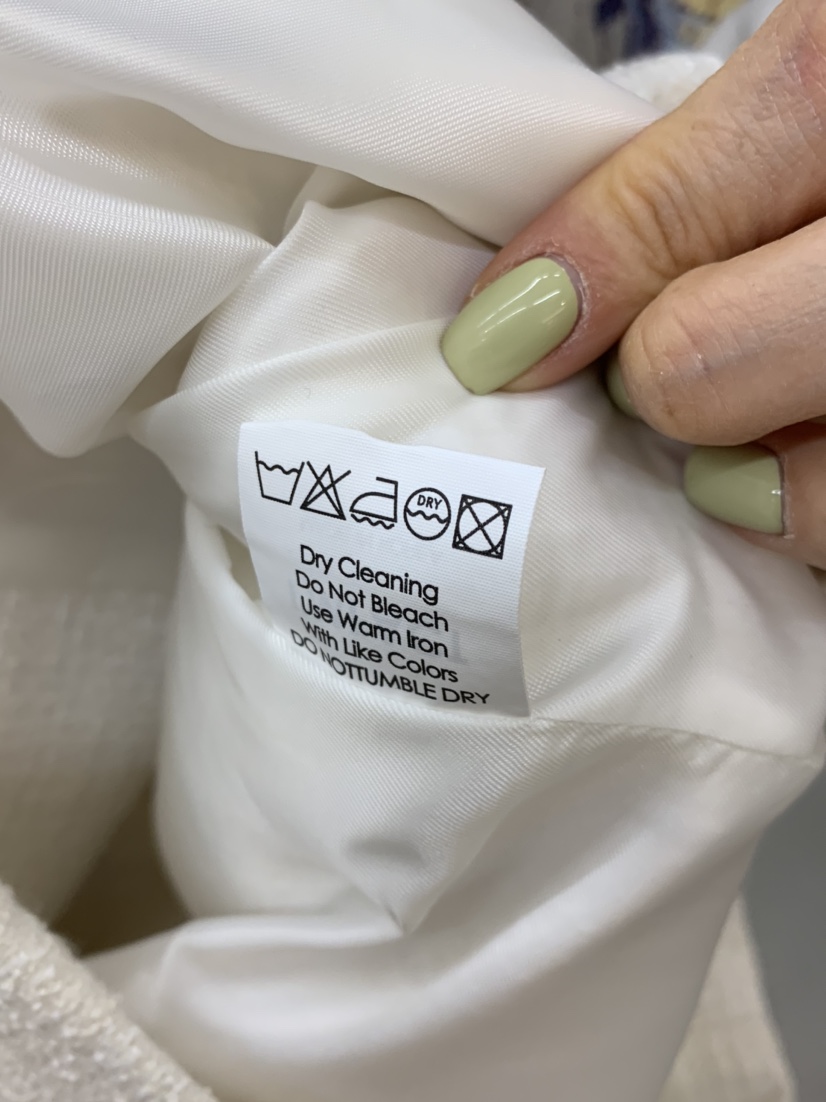 DRY
Dry Cleaning
Do Not Bleach
Use Warm Iron
With Like Colors
DO NOTTUMBLE DRY